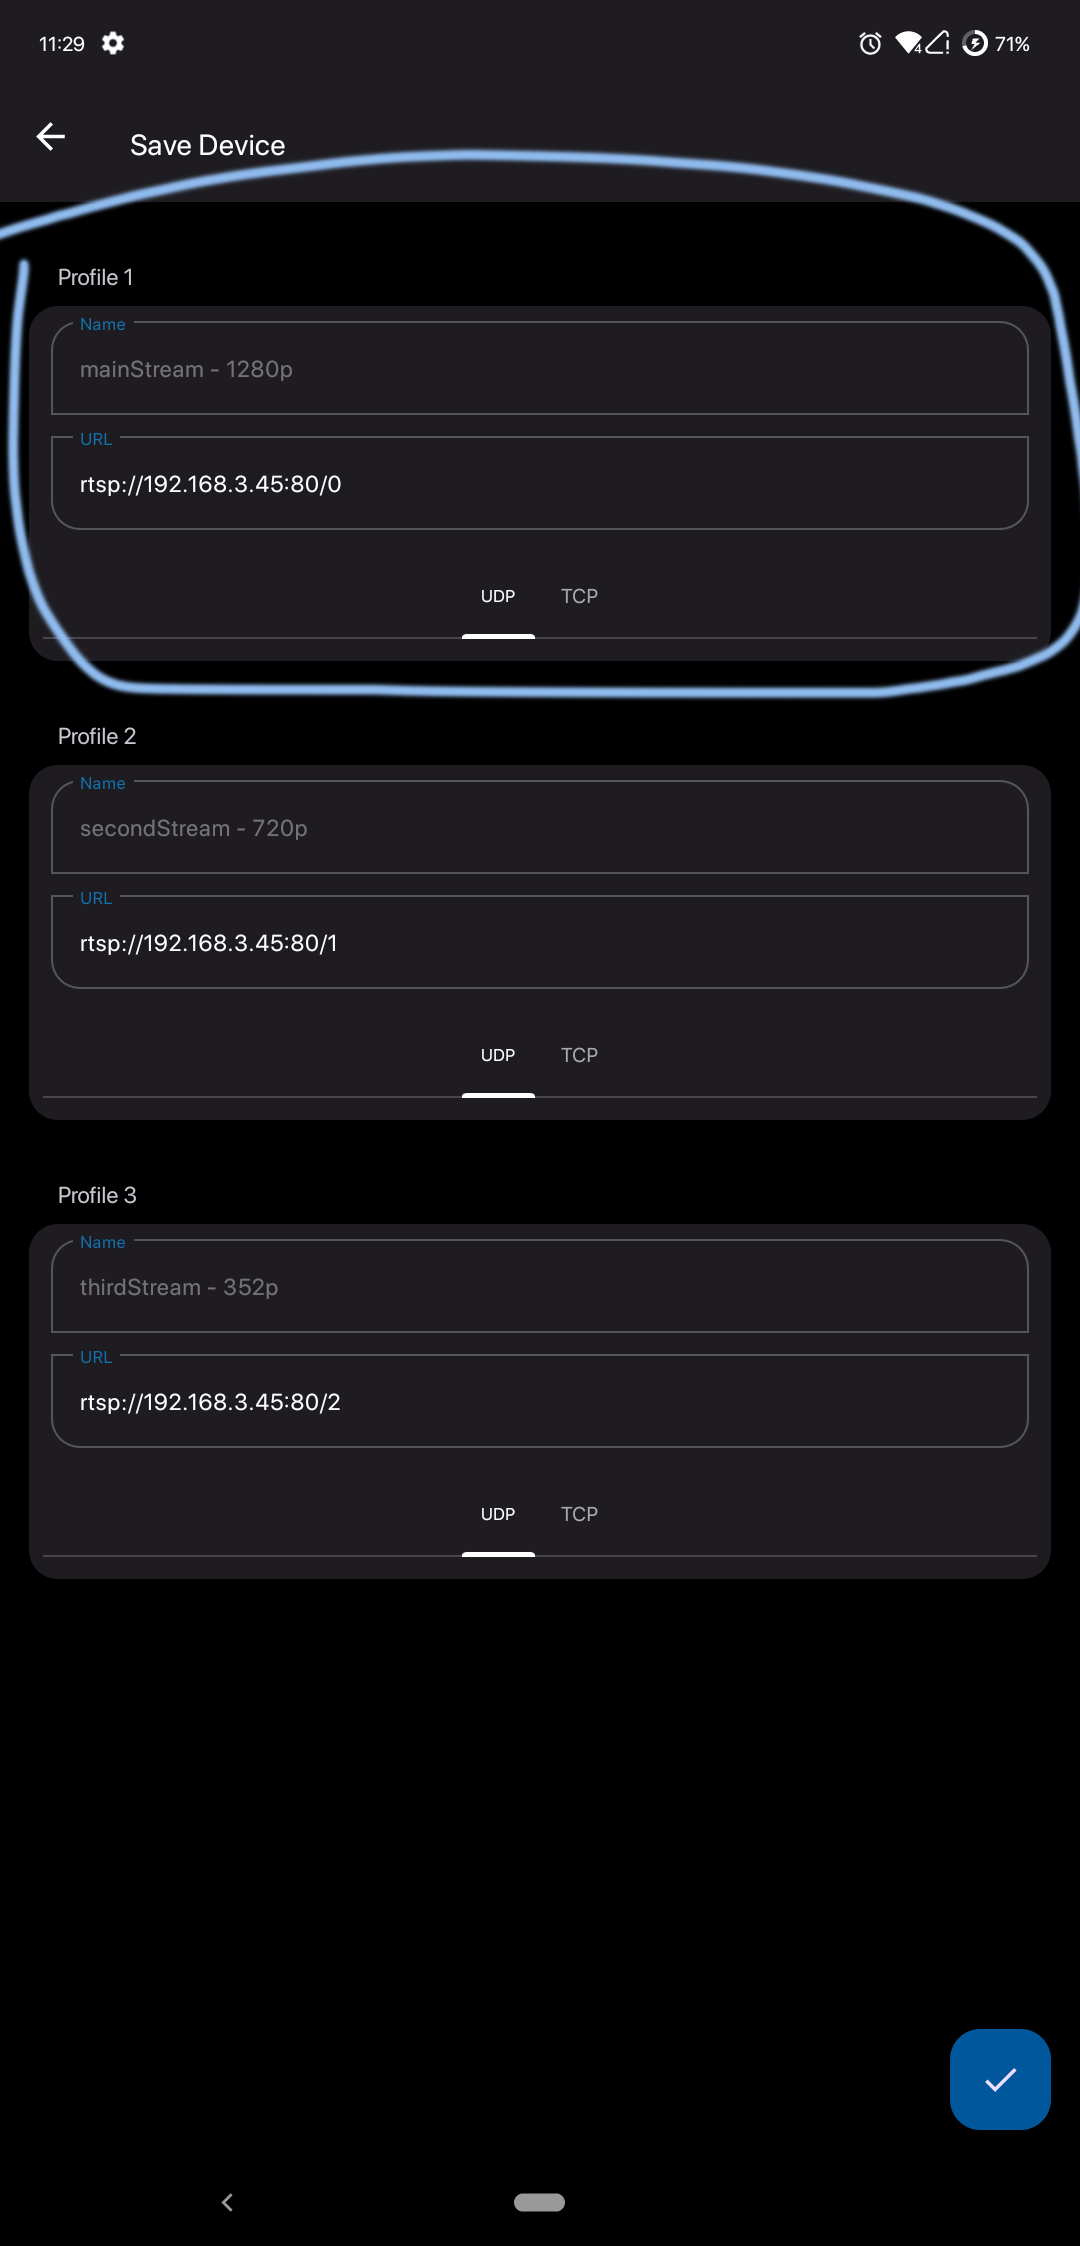 11:29 4 71%
Save Device
Profile 1
Name
mainStream - 1280p
URL
rtsp://192.168.3.45:80/0
UDP TCP
Profile 2
Name
secondStream - 720p
URL
rtsp://192.168.3.45:80/1
UDP TCP
Profile 3
Name
thirdStream - 352p
URL
rtsp://192.168.3.45:80/2
UDP TCP